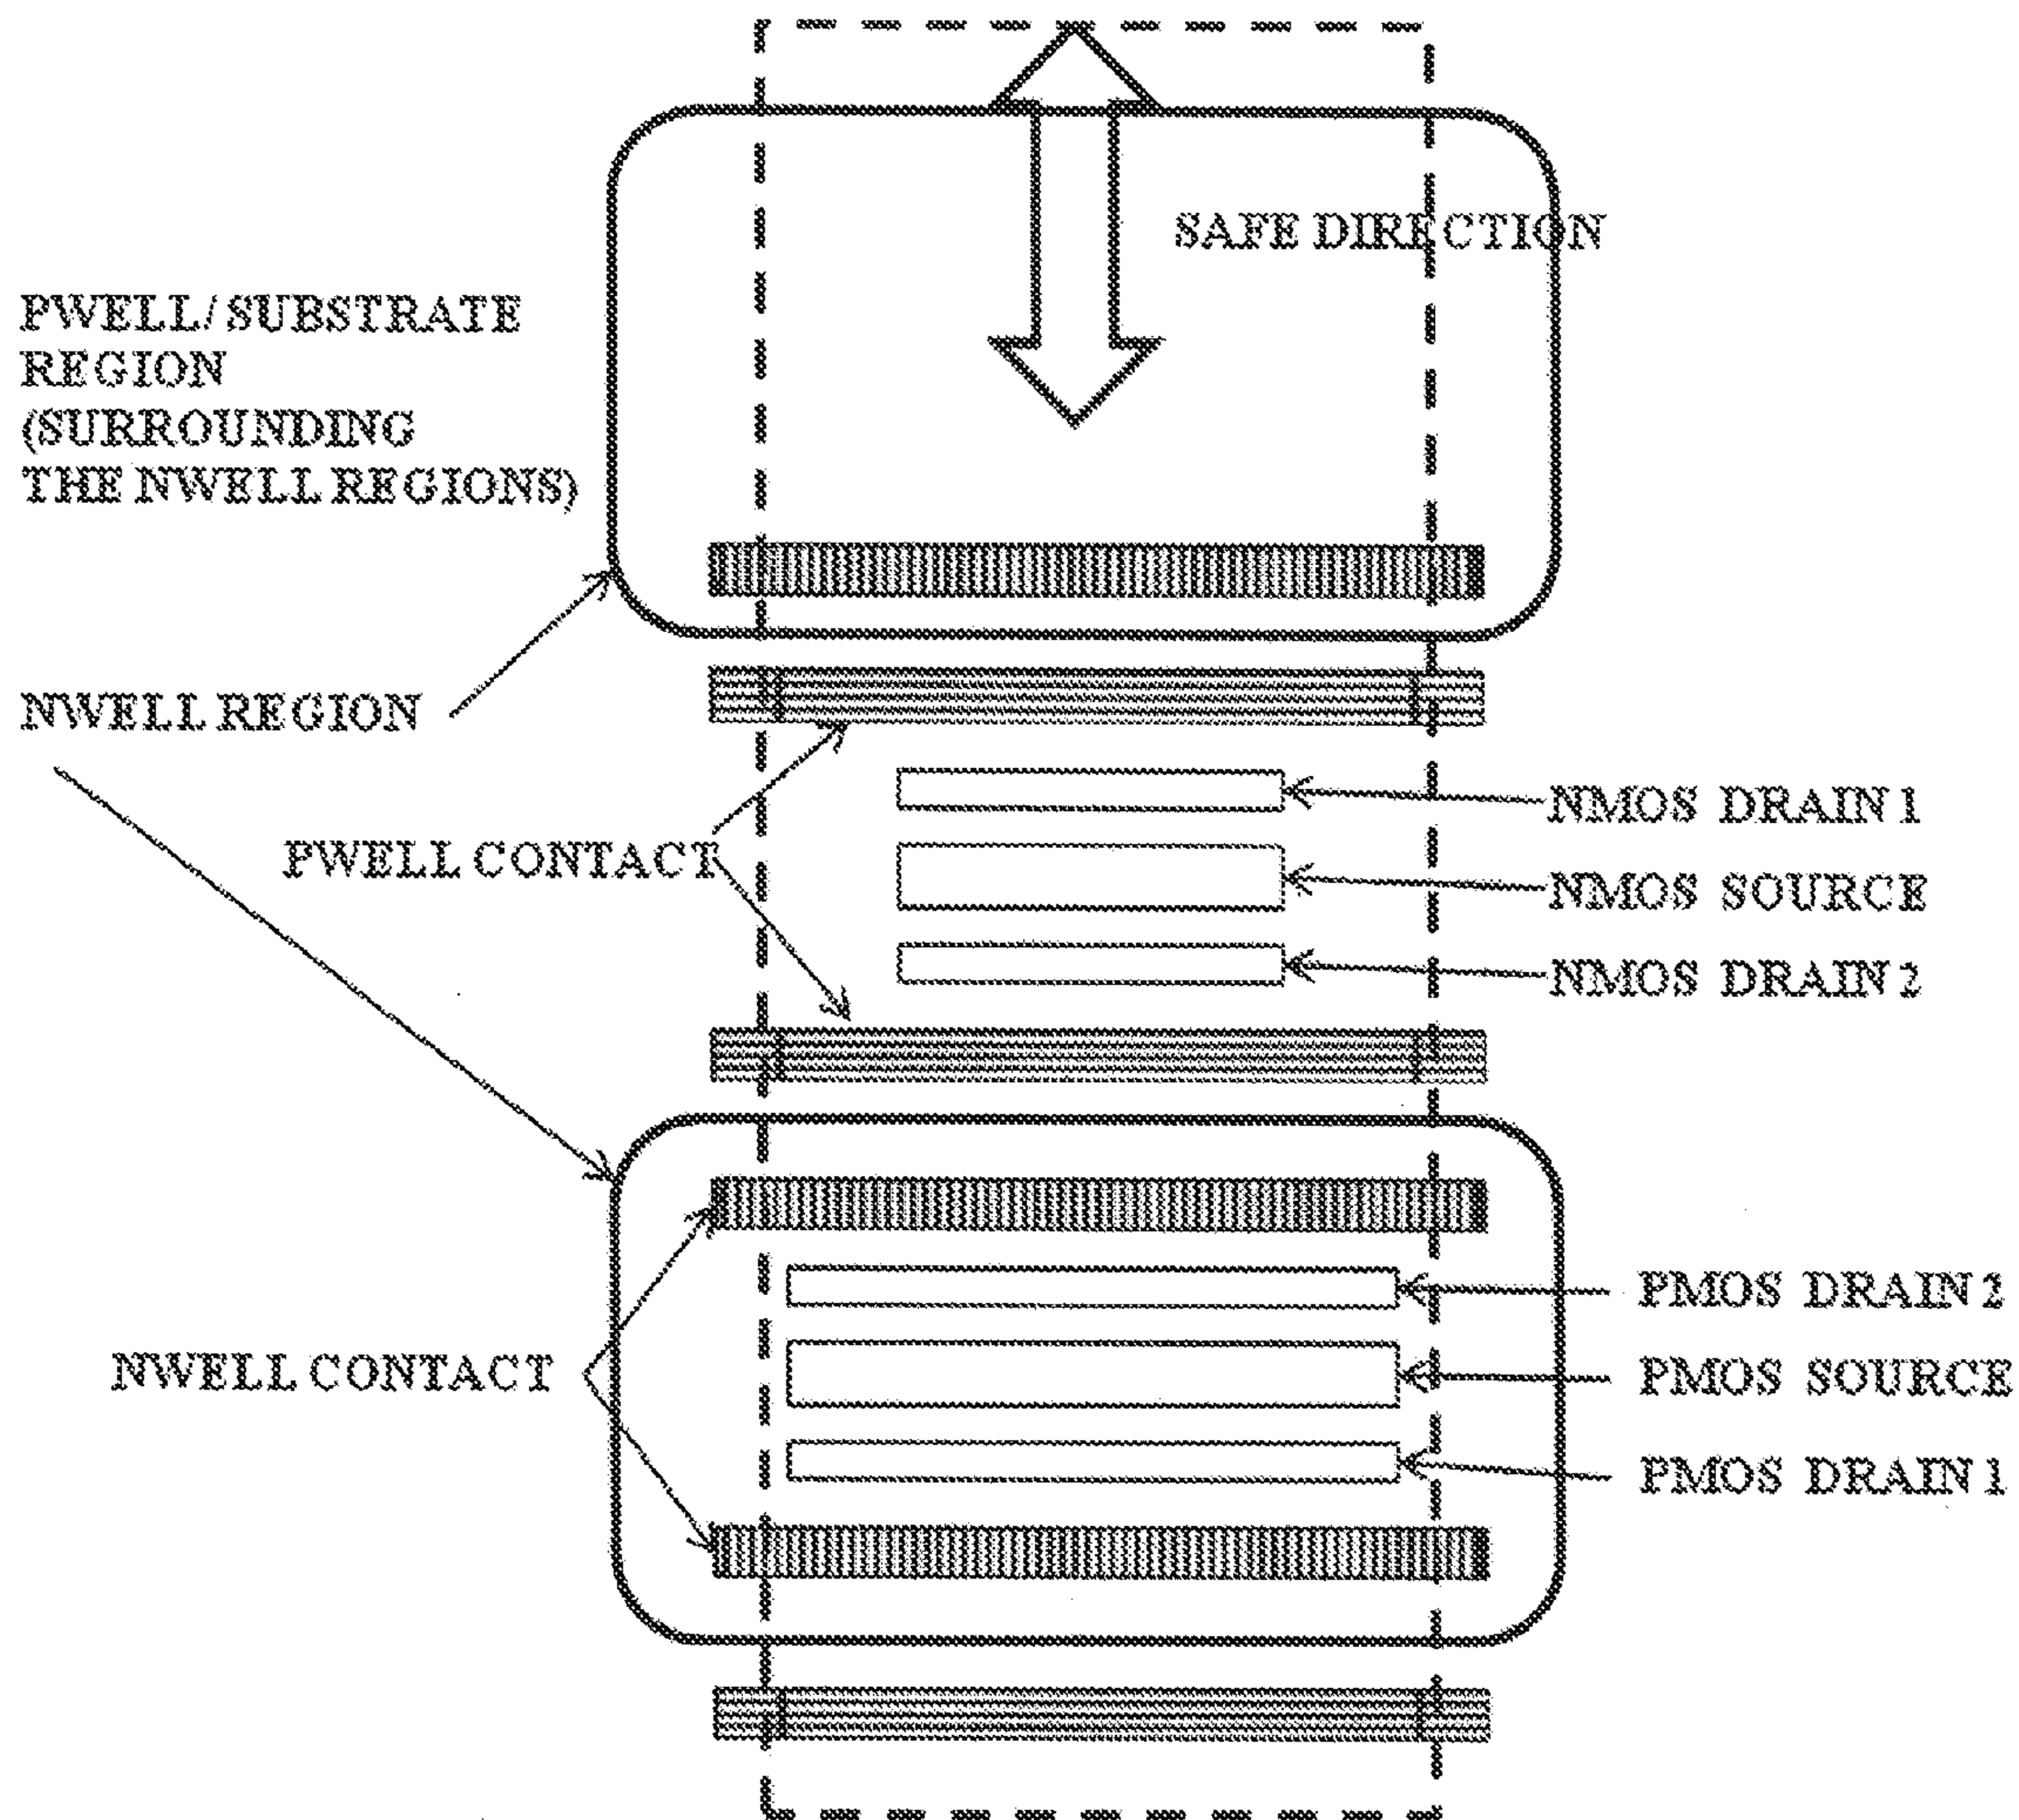 SAFE DIRECTION
PWELL/SUBSTRATE
REGION
(SURROUNDING
THE NWELL REGIONS)
NWELL REGION
NMOS DRAIN 1
PWELL CONTACT
NMOS SOURCE
NMOS DRAIN 2
PMOS DRAIN 2
NWELL CONTACT
PMOS SOURCE
PMOS DRAIN 1